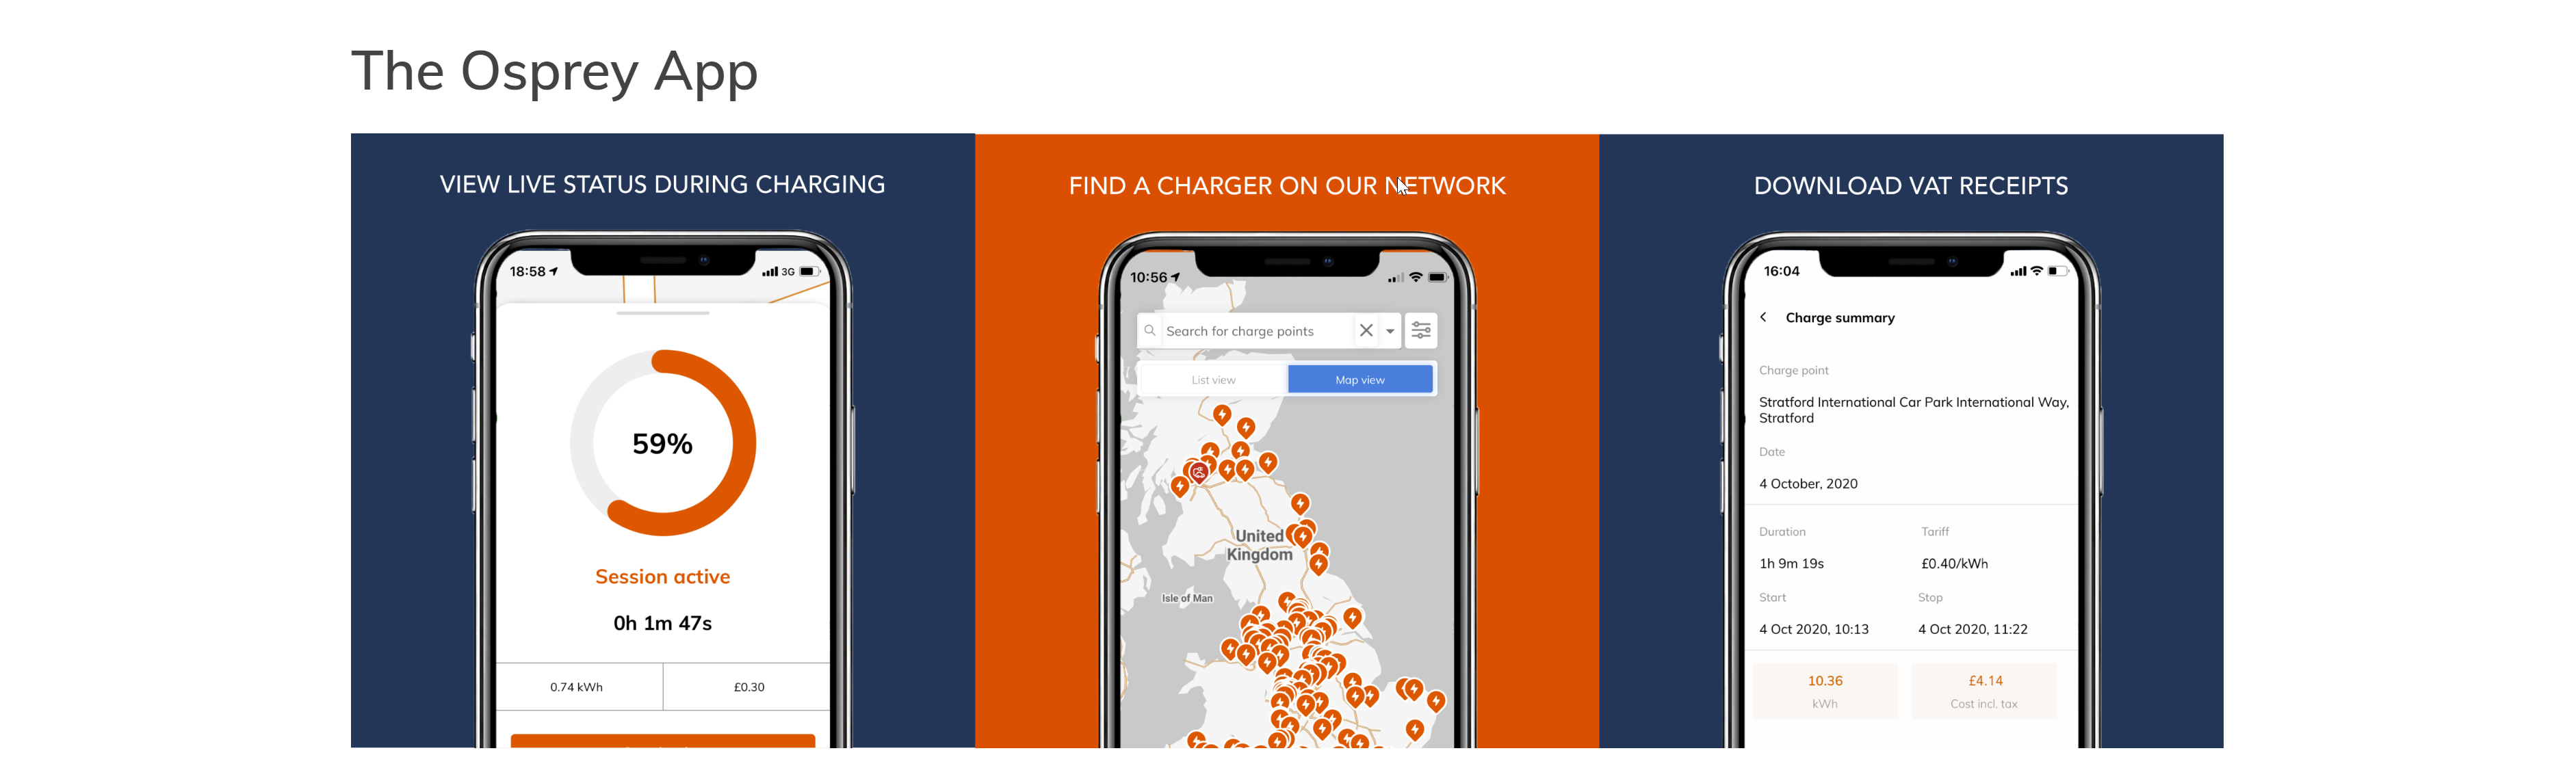 The Osprey App
VIEW LIVE STATUS DURING CHARGING
18:58
3G
59%
Session active
0h 1m 47s
0.74 kWh
£0.30
FIND A CHARGER ON OUR NETWORK
10:56
Search for charge points
List view
Map view
United
Kingdom
Isle of Man
DOWNLOAD VAT RECEIPTS
16:04
Charge summary
Charge point
Stratford International Car Park International Way,
Stratford
Date
4 October, 2020
Duration
Tariff
1h 9m 19s
£0.40/kWh
Start
Stop
4 Oct 2020, 10:13
4 Oct 2020, 11:22
10.36
kWh
£4.14
Cost incl. tax